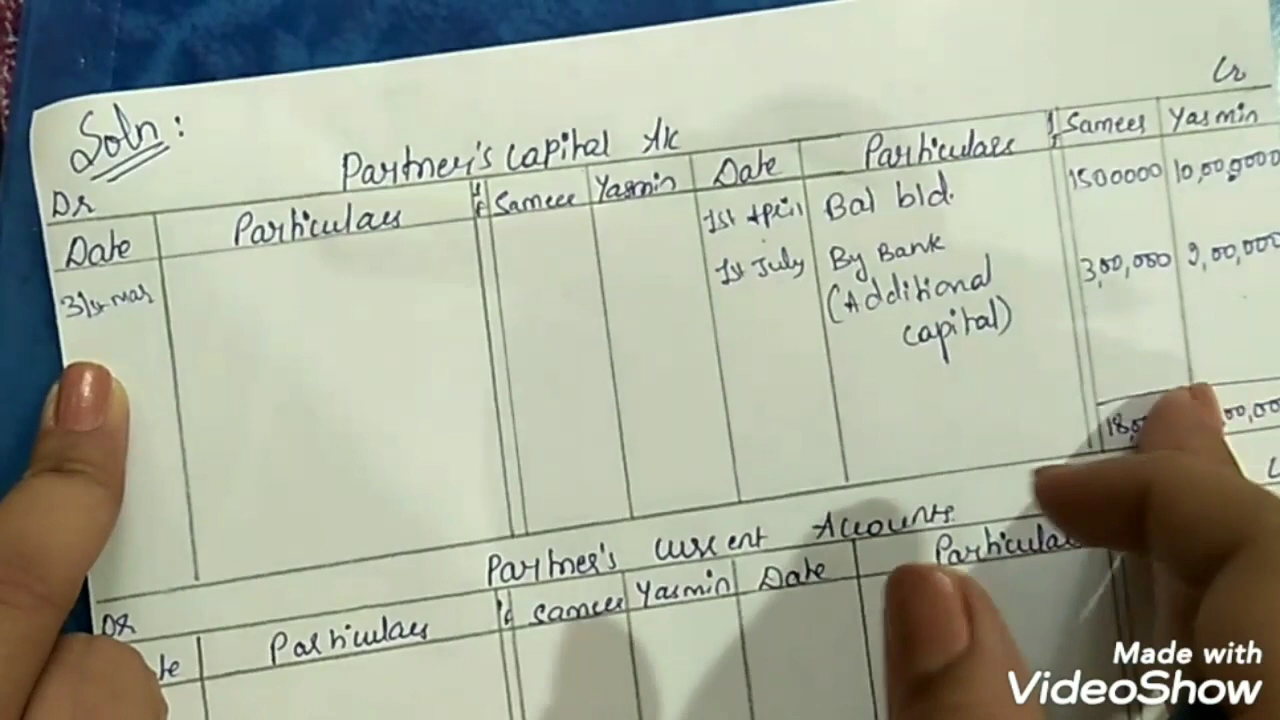 Soln :
Partner's capital A/c
Dr
Cr
Date Particulars Sameer Yasmin Date Particulars Sameer Yasmin
1st April Bal b/d. 1500000 10,00,000
31st mar 1st July By Bank 3,00,000 2,00,000
(Additional
capital)
Partner's current Accounts
Dr
Particulars Sameer Yasmin Date
Made with
VideoShow